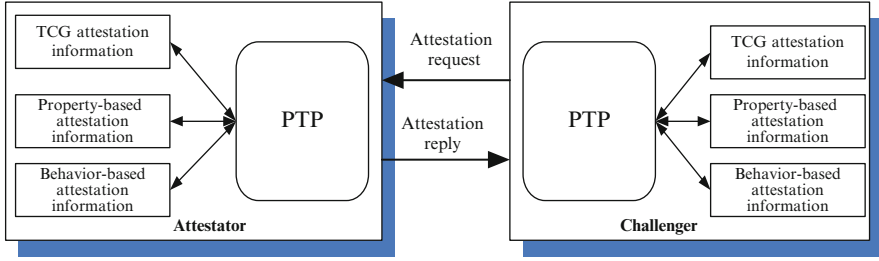 TCG attestation
information
Property-based
attestation
information
Behavior-based
attestation
information
PTP
Attestator
Attestation
request
Attestation
reply
PTP
TCG attestation
information
Property-based
attestation
information
Behavior-based
attestation
information
Challenger